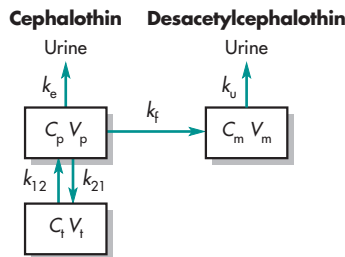 Cephalothin Desacetylcephalothin
Urine Urine
ke ku
kf
Cp Vp Cm Vm
k12 k21
Ct Vt